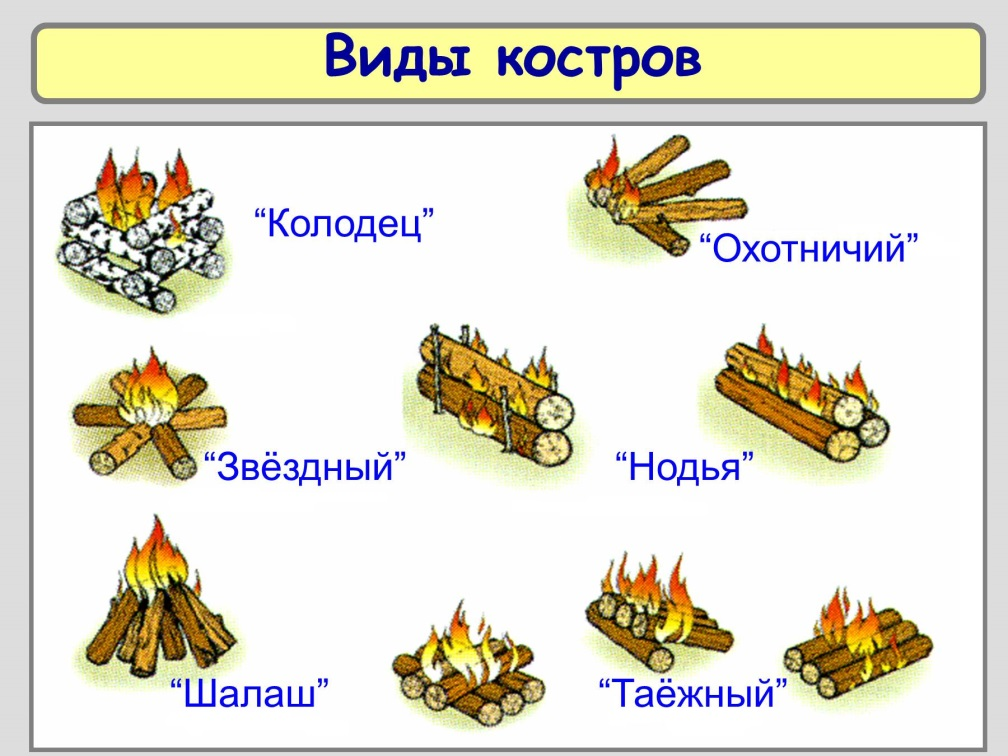 Виды костров
“Колодец”
“Охотничий”
“Звёздный”
“Нодья”
“Шалаш”
“Таёжный”